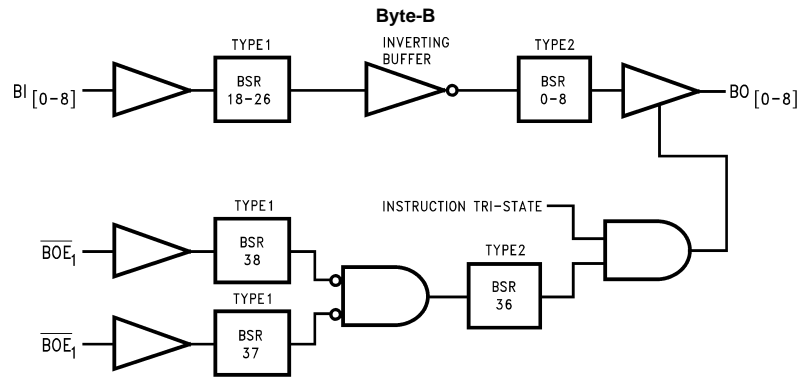 Byte-B
TYPE1
INVERTING
BUFFER
TYPE2
BI [0-8]
BSR
18-26
BSR
0-8
BO [0-8]
TYPE1
INSTRUCTION TRI-STATE
BOE1
BSR
38
TYPE2
TYPE1
BSR
36
BOE1
BSR
37